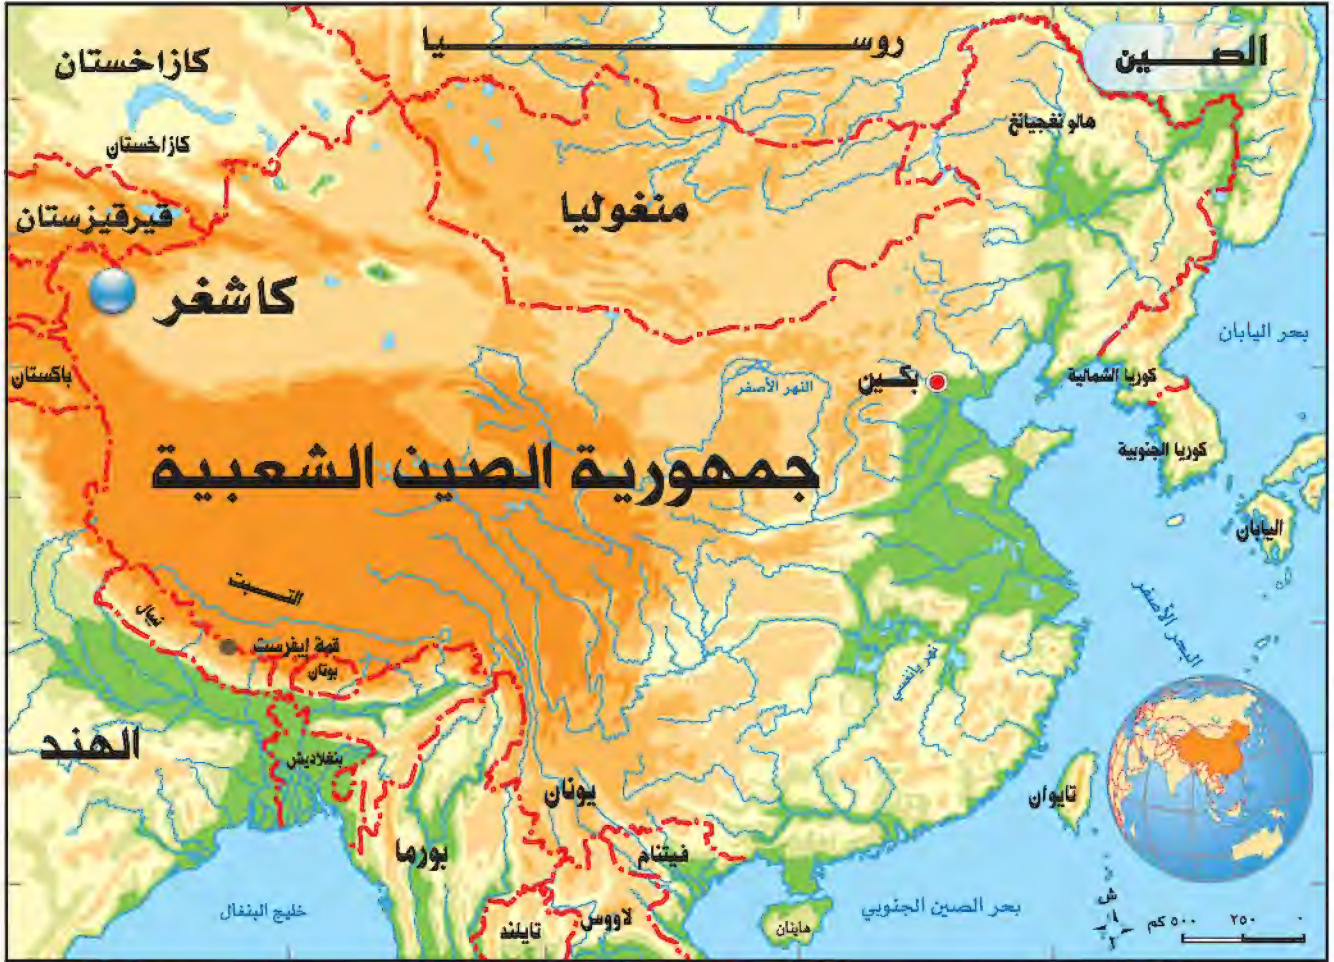 الصين
روسيا
كازاخستان
كازاخستان
هالو نغجيانغ
قيرقيزستان
منغوليا
كاشغر
بحر اليابان
باكستان
النهر الأصفر
بكين
كوريا الشمالية
كوريا الجنوبية
جمهورية الصين الشعبية
اليابان
التبت
نيبال
قمة إيفرست
بوتان
البحر الأصفر
نهر يانغتسي
الهند
بنغلاديش
يونان
تايوان
بورما
فيتنام
خليج البنغال
تايلند
لاووس
هاينان
بحر الصين الجنوبي
ش
٥٠٠ كم ٢٥٠ ٠